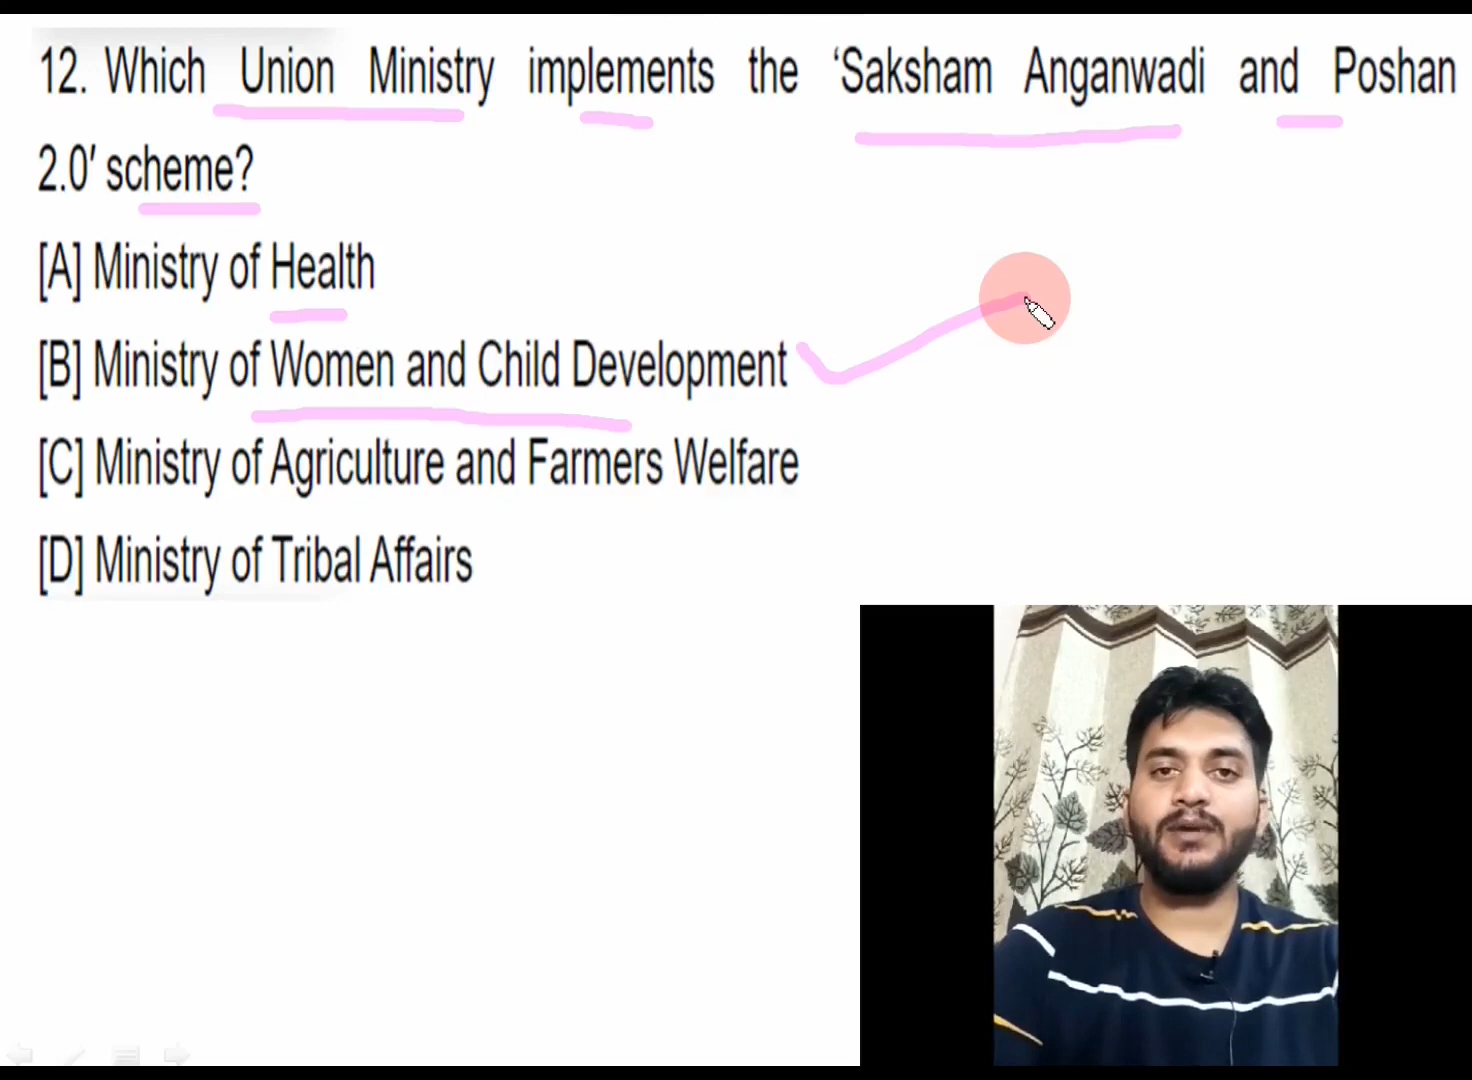 12. Which Union Ministry implements the ‘Saksham Anganwadi and Poshan
2.0′ scheme?
[A] Ministry of Health
[B] Ministry of Women and Child Development
[C] Ministry of Agriculture and Farmers Welfare
[D] Ministry of Tribal Affairs